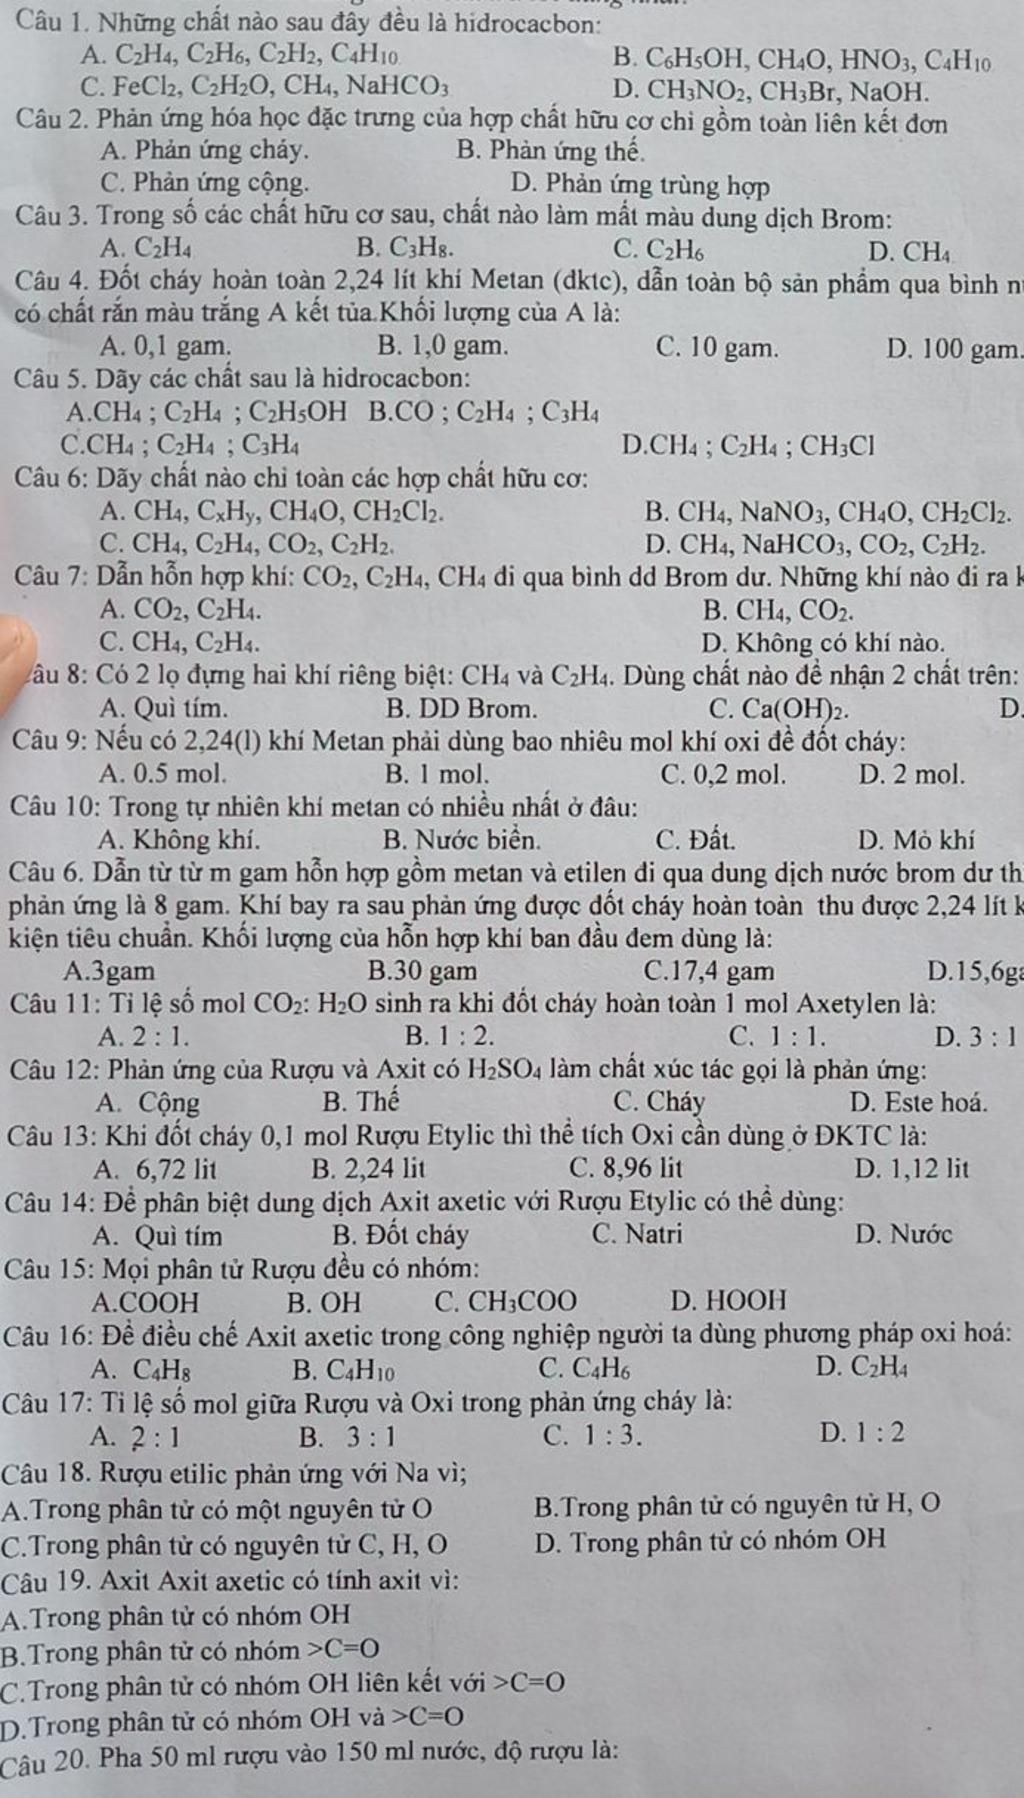 Câu 1. Những chất nào sau đây đều là hidrocacbon:
A. C₂H₄, C₂H₆, C₂H₂, C₄H₁₀ B. C₆H₅OH, CH₄O, HNO₃, C₄H₁₀
C. FeCl₂, C₂H₂O, CH₄, NaHCO₃ D. CH₃NO₂, CH₃Br, NaOH.
Câu 2. Phản ứng hóa học đặc trưng của hợp chất hữu cơ chỉ gồm toàn liên kết đơn
A. Phản ứng cháy. B. Phản ứng thế.
C. Phản ứng cộng. D. Phản ứng trùng hợp
Câu 3. Trong số các chất hữu cơ sau, chất nào làm mất màu dung dịch Brom:
A. C₂H₄ B. C₃H₈. C. C₂H₆ D. CH₄
Câu 4. Đốt cháy hoàn toàn 2,24 lít khí Metan (dktc), dẫn toàn bộ sản phẩm qua bình
có chất rắn màu trắng A kết tủa.Khối lượng của A là:
A. 0,1 gam. B. 1,0 gam. C. 10 gam. D. 100 gam.
Câu 5. Dãy các chất sau là hidrocacbon:
A.CH₄ ; C₂H₄ ; C₂H₅OH B.CO ; C₂H₄ ; C₃H₄
C.CH₄ ; C₂H₄ ; C₃H₄ D.CH₄ ; C₂H₄ ; CH₃Cl
Câu 6: Dãy chất nào chỉ toàn các hợp chất hữu cơ:
A. CH₄, CₓHy, CH₄O, CH₂Cl₂. B. CH₄, NaNO₃, CH₄O, CH₂Cl₂.
C. CH₄, C₂H₄, CO₂, C₂H₂. D. CH₄, NaHCO₃, CO₂, C₂H₂.
Câu 7: Dẫn hỗn hợp khí: CO₂, C₂H₄, CH₄ đi qua bình dd Brom dư. Những khí nào đi ra
A. CO₂, C₂H₄. B. CH₄, CO₂.
C. CH₄, C₂H₄. D. Không có khí nào.
âu 8: Có 2 lọ đựng hai khí riêng biệt: CH₄ và C₂H₄. Dùng chất nào để nhận 2 chất trên:
A. Quì tím. B. DD Brom. C. Ca(OH)₂. D.
Câu 9: Nếu có 2,24(l) khí Metan phải dùng bao nhiêu mol khí oxi để đốt cháy:
A. 0.5 mol. B. 1 mol. C. 0,2 mol. D. 2 mol.
Câu 10: Trong tự nhiên khí metan có nhiều nhất ở đâu:
A. Không khí. B. Nước biển. C. Đất. D. Mỏ khí
Câu 6. Dẫn từ từ m gam hỗn hợp gồm metan và etilen đi qua dung dịch nước brom dư
phản ứng là 8 gam. Khí bay ra sau phản ứng được đốt cháy hoàn toàn thu được 2,24 lít
kiện tiêu chuẩn. Khối lượng của hỗn hợp khí ban đầu đem dùng là:
A.3gam B.30 gam C.17,4 gam D.15,6ga
Câu 11: Tỉ lệ số mol CO₂: H₂O sinh ra khi đốt cháy hoàn toàn 1 mol Axetylen là:
A. 2 : 1. B. 1 : 2. C. 1 : 1. D. 3 : 1
Câu 12: Phản ứng của Rượu và Axit có H₂SO₄ làm chất xúc tác gọi là phản ứng:
A. Cộng B. Thế C. Cháy D. Este hoá.
Câu 13: Khi đốt cháy 0,1 mol Rượu Etylic thì thể tích Oxi cần dùng ở ĐKTC là:
A. 6,72 lit B. 2,24 lit C. 8,96 lit D. 1,12 lit
Câu 14: Để phân biệt dung dịch Axit axetic với Rượu Etylic có thể dùng:
A. Quì tím B. Đốt cháy C. Natri D. Nước
Câu 15: Mọi phân tử Rượu đều có nhóm:
A.COOH B. OH C. CH₃COO D. HOOH
Câu 16: Để điều chế Axit axetic trong công nghiệp người ta dùng phương pháp oxi hoá:
A. C₄H₈ B. C₄H₁₀ C. C₄H₆ D. C₂H₄
Câu 17: Tỉ lệ số mol giữa Rượu và Oxi trong phản ứng cháy là:
A. 2 : 1 B. 3 : 1 C. 1 : 3. D. 1 : 2
Câu 18. Rượu etilic phản ứng với Na vì;
A.Trong phân tử có một nguyên tử O B.Trong phân tử có nguyên tử H, O
C.Trong phân tử có nguyên tử C, H, O D. Trong phân tử có nhóm OH
Câu 19. Axit Axit axetic có tính axit vì:
A.Trong phân tử có nhóm OH
B.Trong phân tử có nhóm >C=O
C.Trong phân tử có nhóm OH liên kết với >C=O
D.Trong phân tử có nhóm OH và >C=O
Câu 20. Pha 50 ml rượu vào 150 ml nước, độ rượu là: